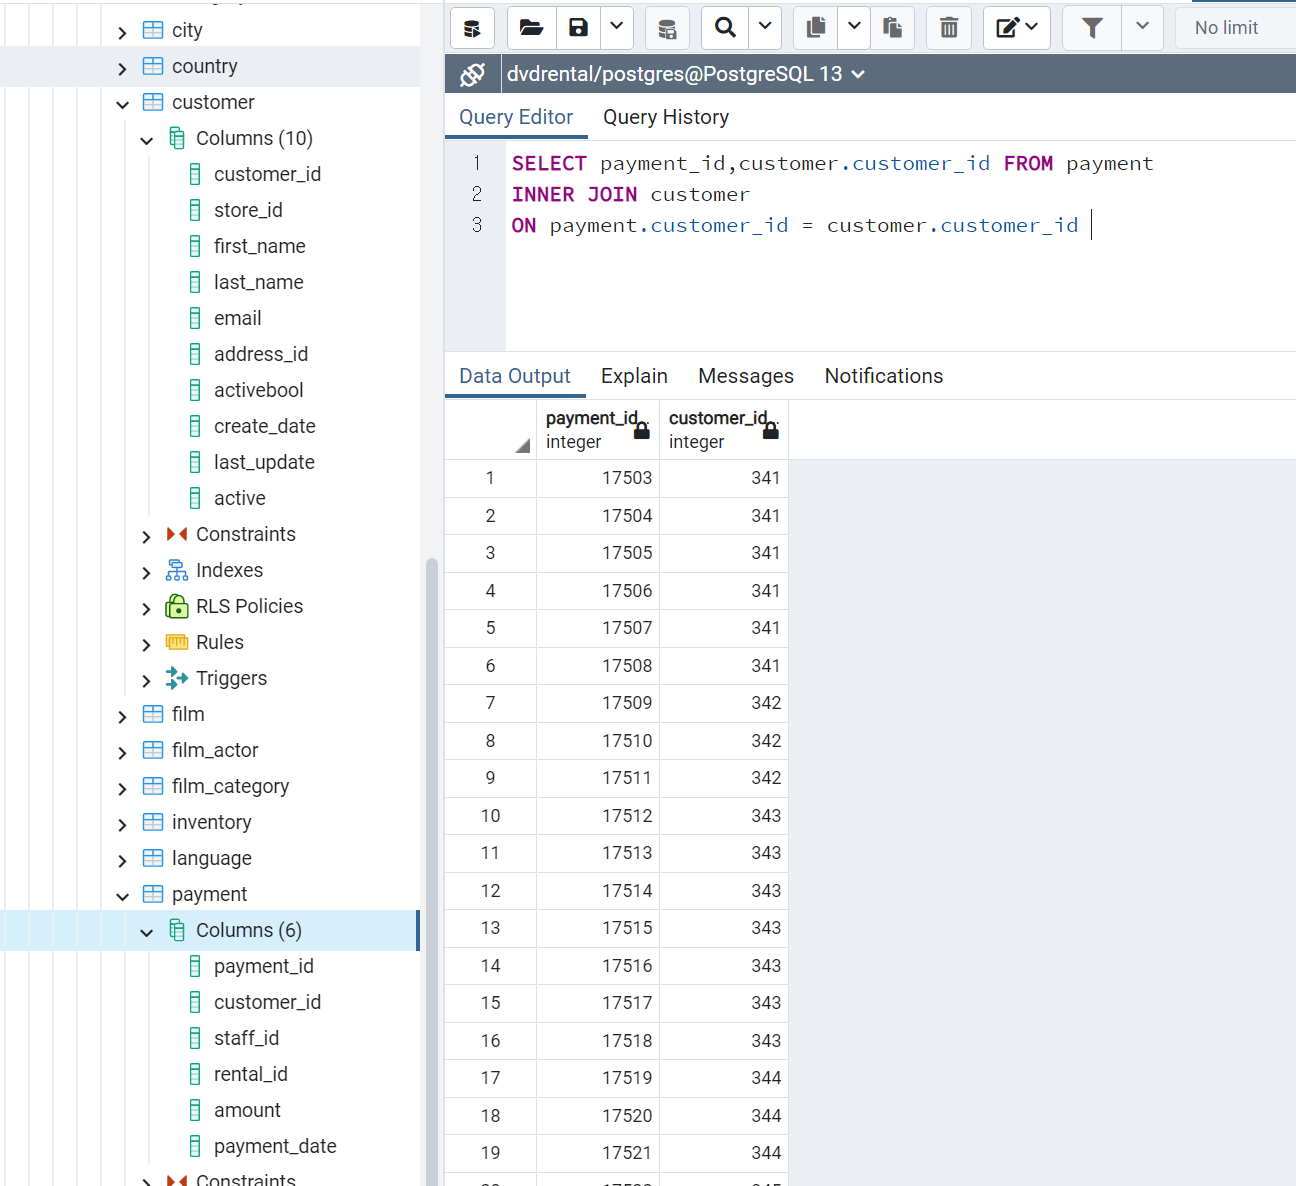 city
country
customer
Columns (10)
customer_id
store_id
first_name
last_name
email
address_id
activebool
create_date
last_update
active
Constraints
Indexes
RLS Policies
Rules
Triggers
film
film_actor
film_category
inventory
language
payment
Columns (6)
payment_id
customer_id
staff_id
rental_id
amount
payment_date
Constraints
No limit
dvdrental/postgres@PostgreSQL 13
Query Editor Query History
1 SELECT payment_id,customer.customer_id FROM payment
2 INNER JOIN customer
3 ON payment.customer_id = customer.customer_id
Data Output Explain Messages Notifications
payment_id customer_id
integer integer
1 17503 341
2 17504 341
3 17505 341
4 17506 341
5 17507 341
6 17508 341
7 17509 342
8 17510 342
9 17511 342
10 17512 343
11 17513 343
12 17514 343
13 17515 343
14 17516 343
15 17517 343
16 17518 343
17 17519 344
18 17520 344
19 17521 344